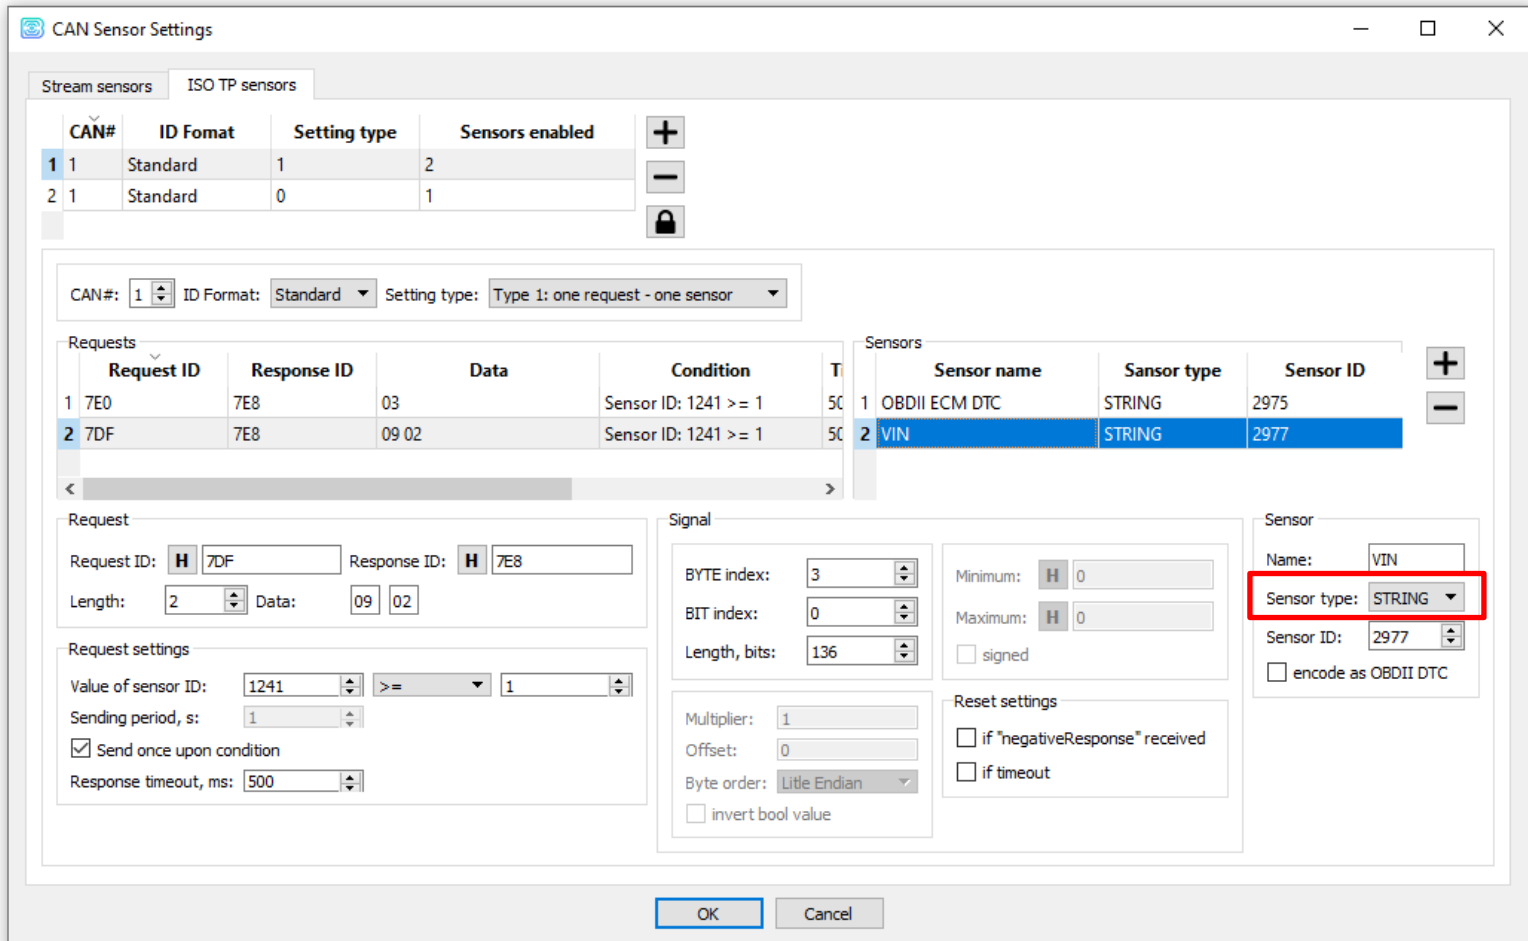 CAN Sensor Settings
Stream sensors ISO TP sensors
CAN# ID Fomat Setting type Sensors enabled
1 1 Standard 1 2
2 1 Standard 0 1
CAN#: 1 ID Format: Standard Setting type: Type 1: one request - one sensor
Requests
Request ID Response ID Data Condition
1 7E0 7E8 03 Sensor ID: 1241 >= 1 50
2 7DF 7E8 09 02 Sensor ID: 1241 >= 1 50
Sensors
Sensor name Sansor type Sensor ID
1 OBDII ECM DTC STRING 2975
2 VIN STRING 2977
Request
Request ID: H 7DF Response ID: H 7E8
Length: 2 Data: 09 02
Request settings
Value of sensor ID: 1241 >= 1
Sending period, s: 1
Send once upon condition
Response timeout, ms: 500
Signal
BYTE index: 3
BIT index: 0
Length, bits: 136
Minimum: H 0
Maximum: H 0
signed
Multiplier: 1
Offset: 0
Byte order: Litle Endian
invert bool value
Reset settings
if "negativeResponse" received
if timeout
Sensor
Name: VIN
Sensor type: STRING
Sensor ID: 2977
encode as OBDII DTC
OK Cancel